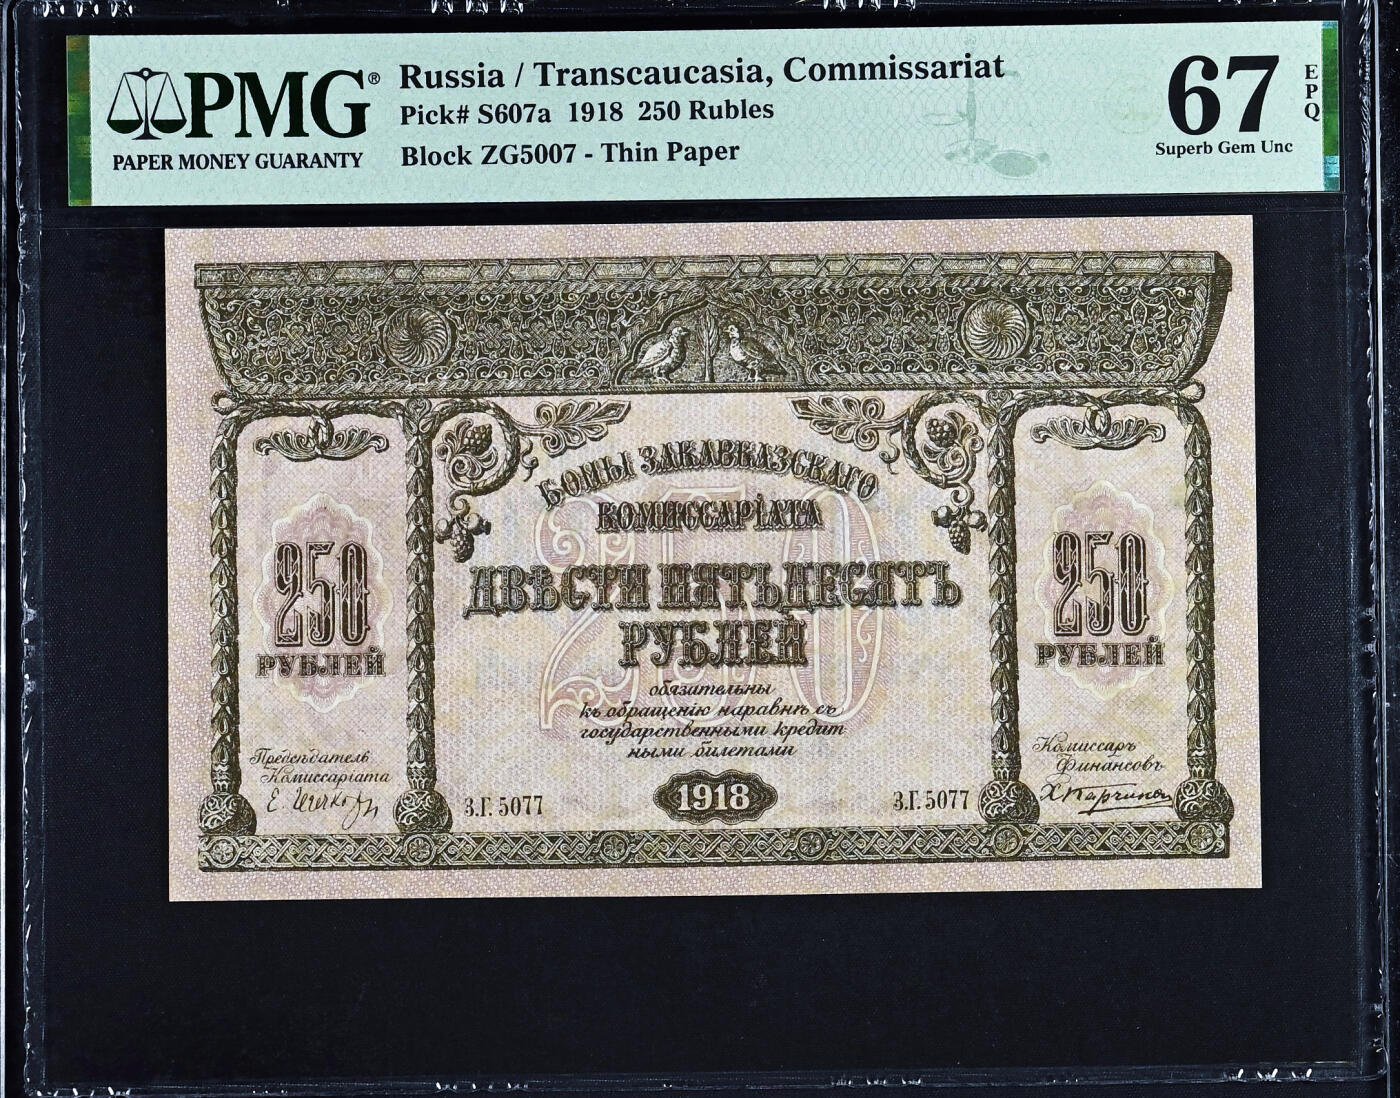 PMG®
PAPER MONEY GUARANTY
Russia / Transcaucasia, Commissariat
Pick# S607a 1918 250 Rubles
Block ZG5007 - Thin Paper
67
EPQ
Superb Gem Unc
БОНЫ ЗАКАВКАЗСКАГО
КОМИССАРІАТА
250
ДВѢСТИ ПЯТЬДЕСЯТЪ
РУБЛЕЙ
250
РУБЛЕЙ
250
РУБЛЕЙ
обязательны
къ обращенію наравнѣ съ
государственными кредит
ными билетами
Предсѣдатель
Комиссаріата
Комиссаръ
Финансовъ
З.Г. 5077
1918
З.Г. 5077